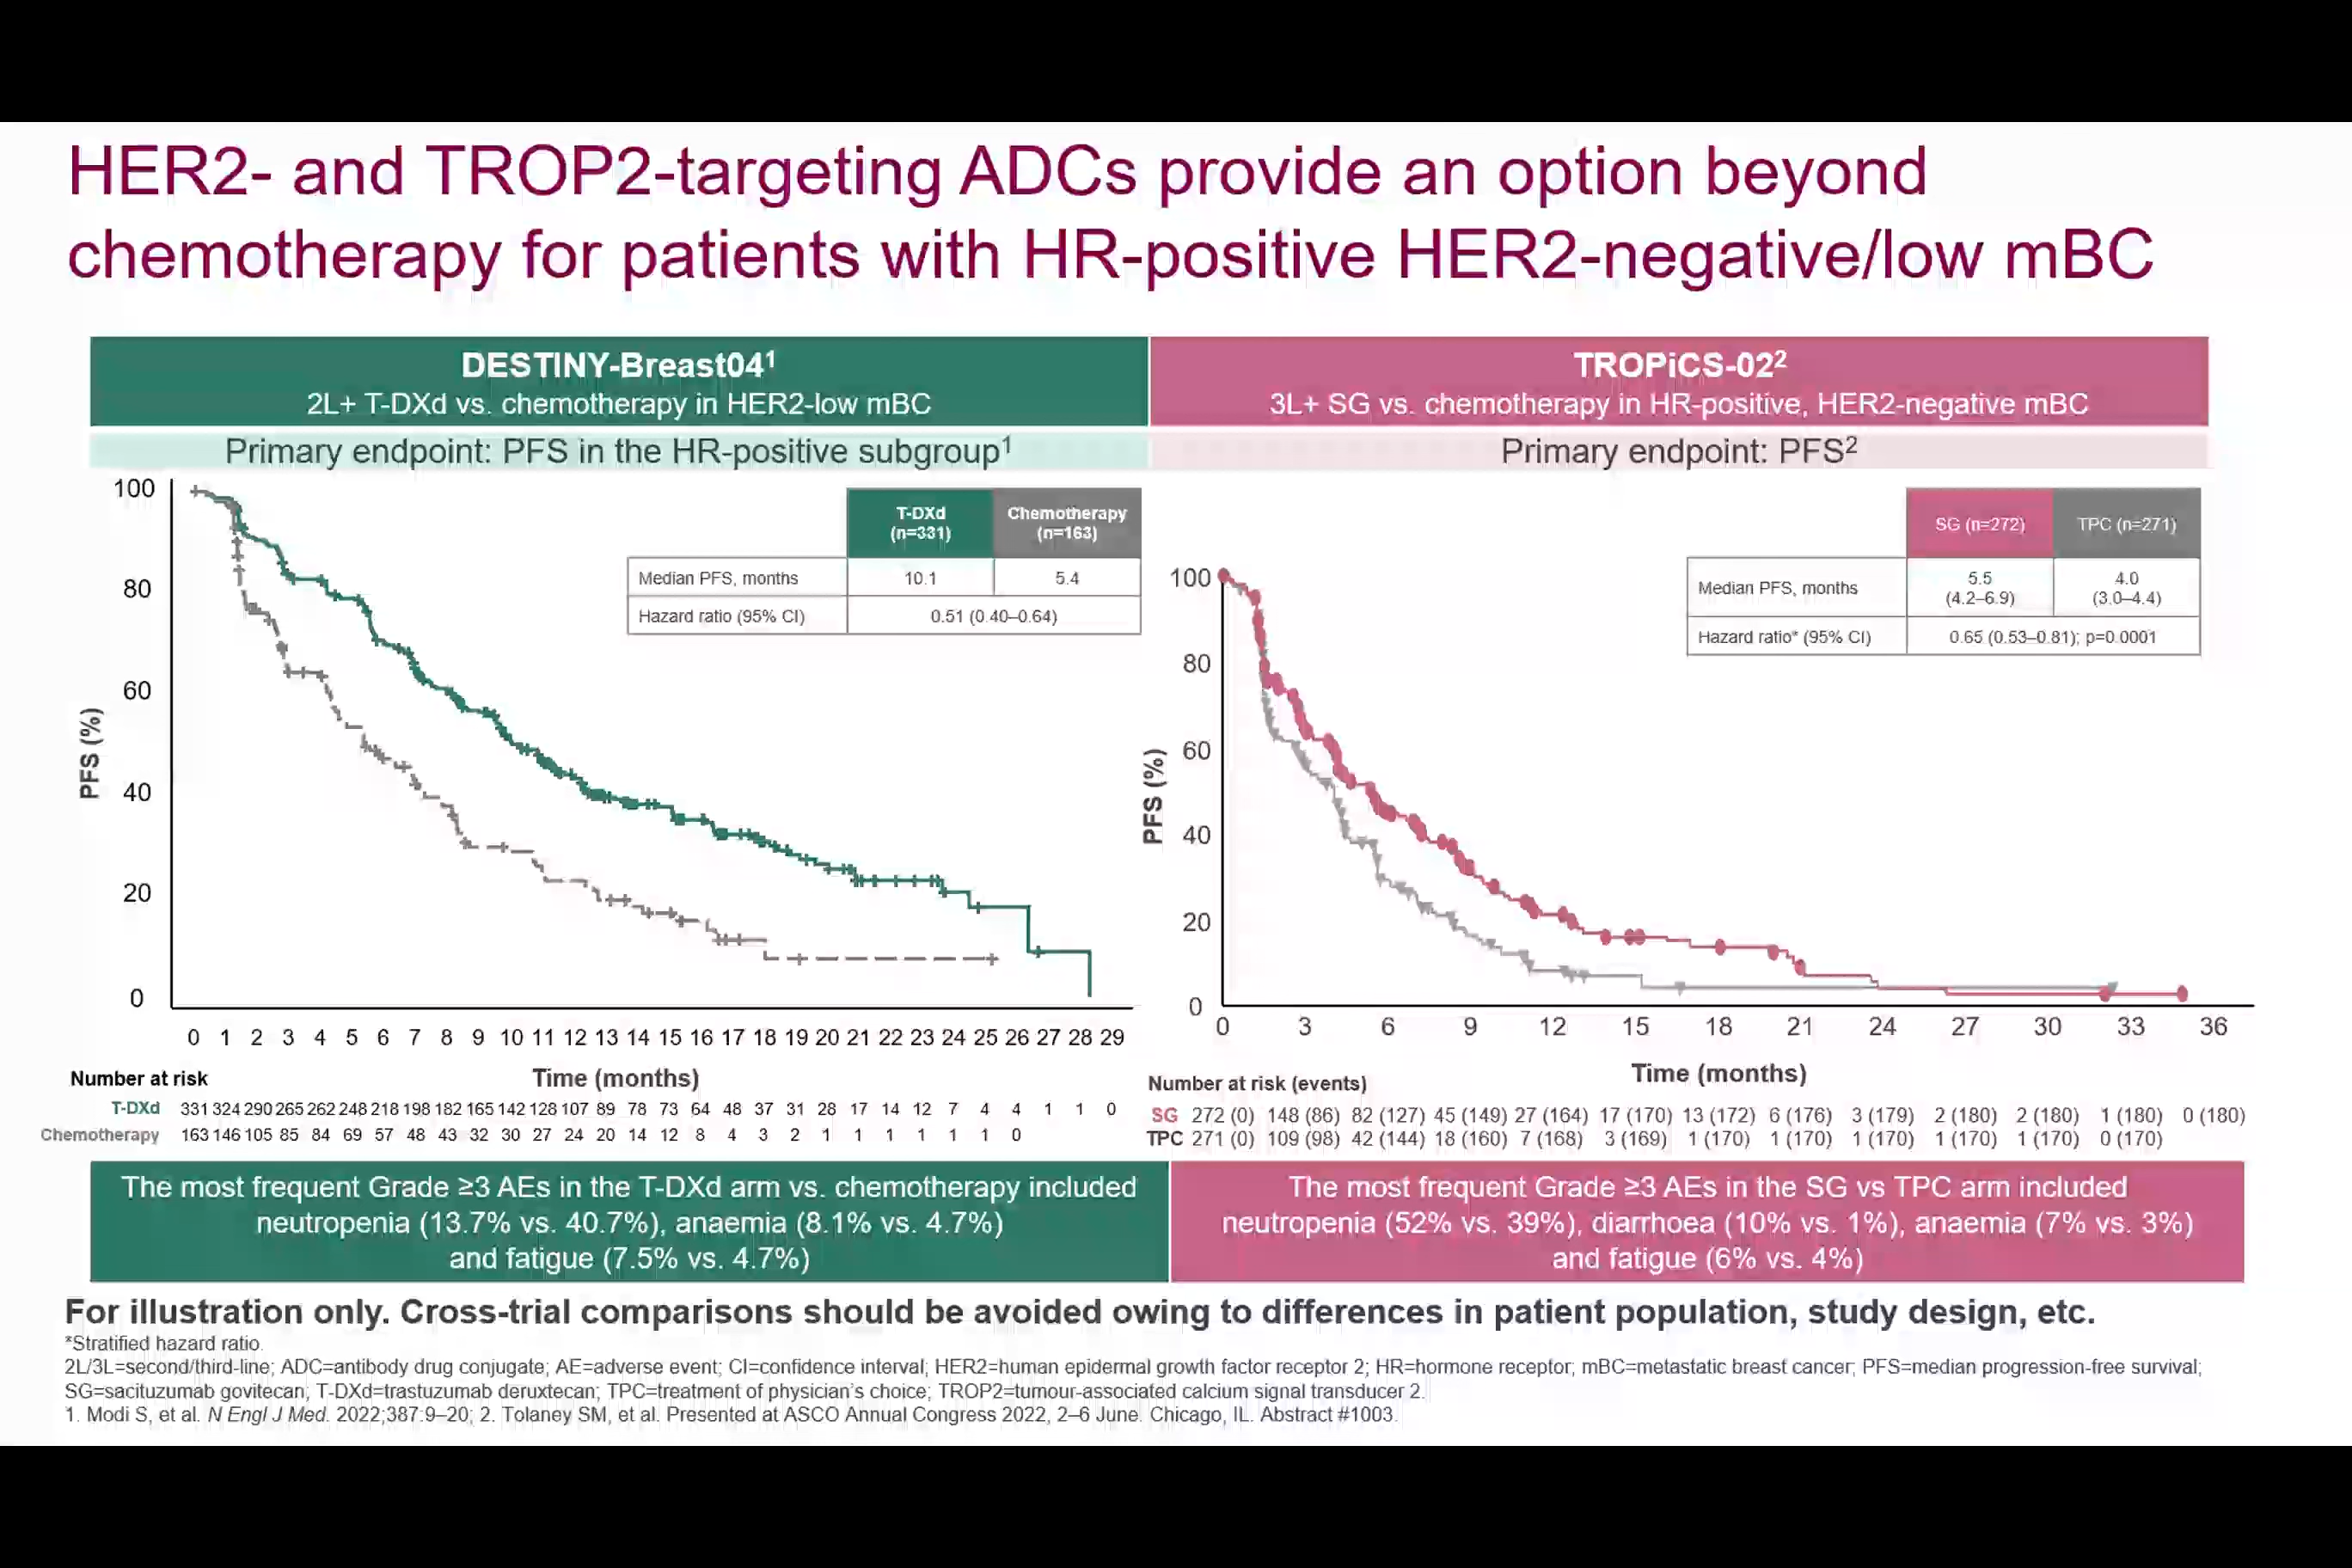 HER2- and TROP2-targeting ADCs provide an option beyond
chemotherapy for patients with HR-positive HER2-negative/low mBC
DESTINY-Breast04¹
2L+ T-DXd vs. chemotherapy in HER2-low mBC
Primary endpoint: PFS in the HR-positive subgroup¹
T-DXd (n=331) Chemotherapy (n=163)
Median PFS, months 10.1 5.4
Hazard ratio (95% CI) 0.51 (0.40–0.64)
PFS (%)
100
80
60
40
20
0
0 1 2 3 4 5 6 7 8 9 10 11 12 13 14 15 16 17 18 19 20 21 22 23 24 25 26 27 28 29
Time (months)
Number at risk
T-DXd 331 324 290 265 262 248 218 198 182 165 142 128 107 89 78 73 64 48 37 31 28 17 14 12 7 4 4 1 1 0
Chemotherapy 163 146 105 85 84 69 57 48 43 32 30 27 24 20 14 12 8 4 3 2 1 1 1 1 1 1 0
The most frequent Grade ≥3 AEs in the T-DXd arm vs. chemotherapy included
neutropenia (13.7% vs. 40.7%), anaemia (8.1% vs. 4.7%)
and fatigue (7.5% vs. 4.7%)
TROPiCS-02²
3L+ SG vs. chemotherapy in HR-positive, HER2-negative mBC
Primary endpoint: PFS²
SG (n=272) TPC (n=271)
Median PFS, months 5.5 (4.2–6.9) 4.0 (3.0–4.4)
Hazard ratio* (95% CI) 0.65 (0.53–0.81); p=0.0001
PFS (%)
100
80
60
40
20
0
0 3 6 9 12 15 18 21 24 27 30 33 36
Time (months)
Number at risk (events)
SG 272 (0) 148 (86) 82 (127) 45 (149) 27 (164) 17 (170) 13 (172) 6 (176) 3 (179) 2 (180) 2 (180) 1 (180) 0 (180)
TPC 271 (0) 109 (98) 42 (144) 18 (160) 7 (168) 3 (169) 1 (170) 1 (170) 1 (170) 1 (170) 1 (170) 0 (170)
The most frequent Grade ≥3 AEs in the SG vs TPC arm included
neutropenia (52% vs. 39%), diarrhoea (10% vs. 1%), anaemia (7% vs. 3%)
and fatigue (6% vs. 4%)
For illustration only. Cross-trial comparisons should be avoided owing to differences in patient population, study design, etc.
*Stratified hazard ratio.
2L/3L=second/third-line; ADC=antibody drug conjugate; AE=adverse event; CI=confidence interval; HER2=human epidermal growth factor receptor 2; HR=hormone receptor; mBC=metastatic breast cancer; PFS=median progression-free survival;
SG=sacituzumab govitecan; T-DXd=trastuzumab deruxtecan; TPC=treatment of physician's choice; TROP2=tumour-associated calcium signal transducer 2.
1. Modi S, et al. N Engl J Med. 2022;387:9–20; 2. Tolaney SM, et al. Presented at ASCO Annual Congress 2022, 2–6 June. Chicago, IL. Abstract #1003.